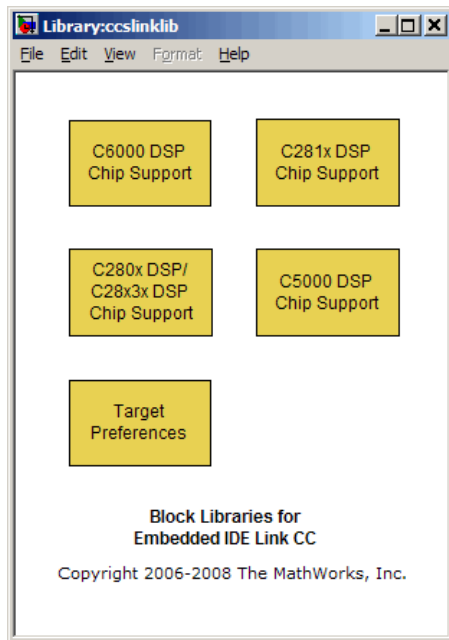 Library:ccslinklib
File Edit View Format Help
C6000 DSP
Chip Support
C281x DSP
Chip Support
C280x DSP/
C28x3x DSP
Chip Support
C5000 DSP
Chip Support
Target
Preferences
Block Libraries for
Embedded IDE Link CC
Copyright 2006-2008 The MathWorks, Inc.